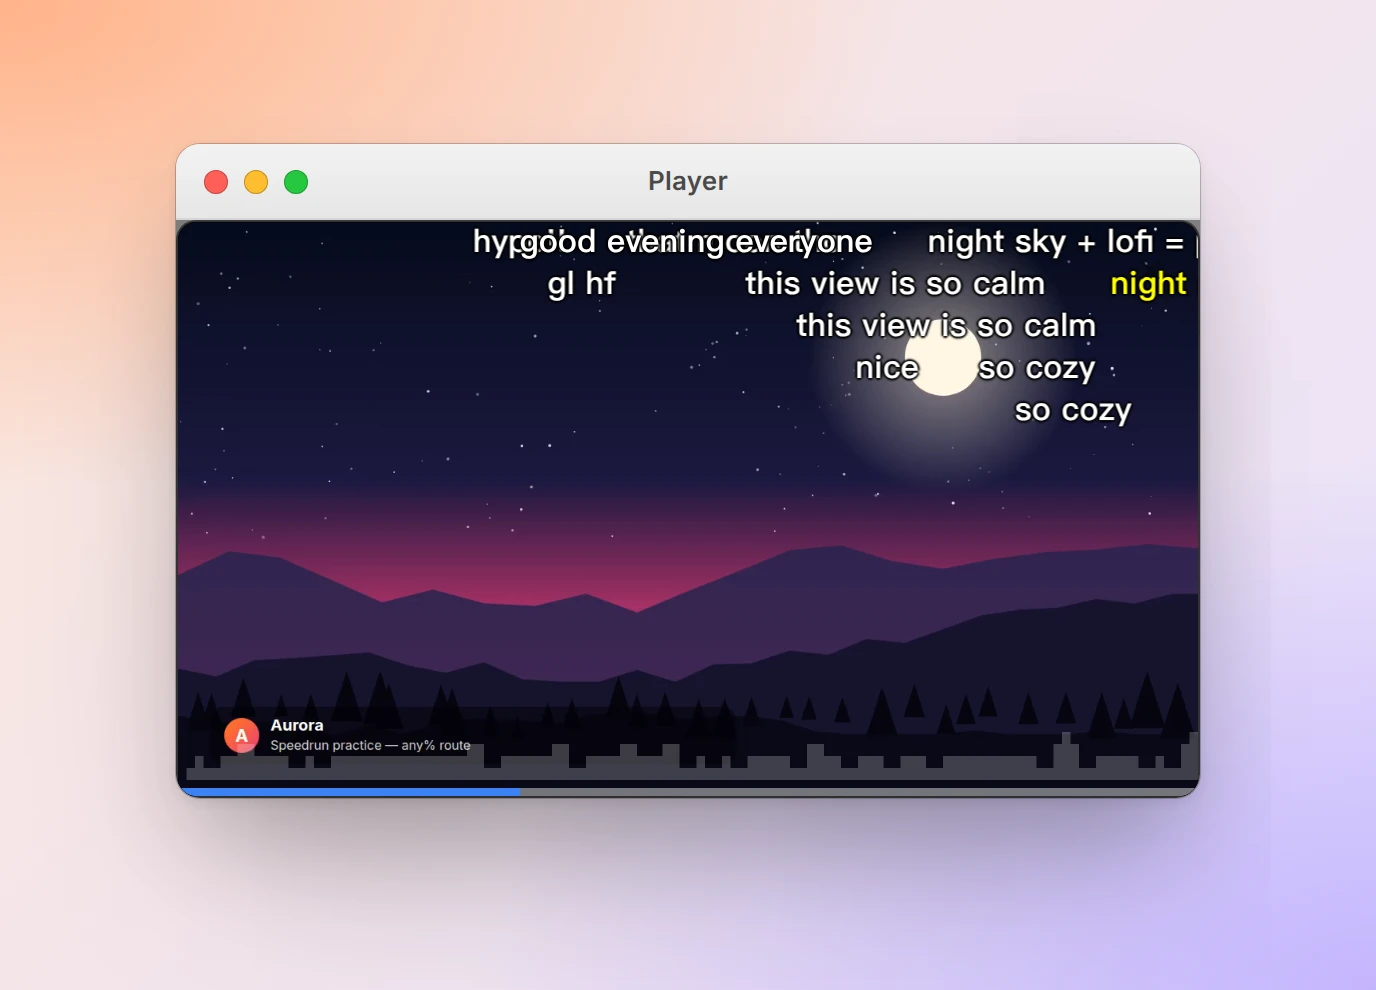 Player
good evening everyone
night sky + lofi =
gl hf
this view is so calm
night
this view is so calm
nice
so cozy
so cozy
A
Aurora
Speedrun practice — any% route